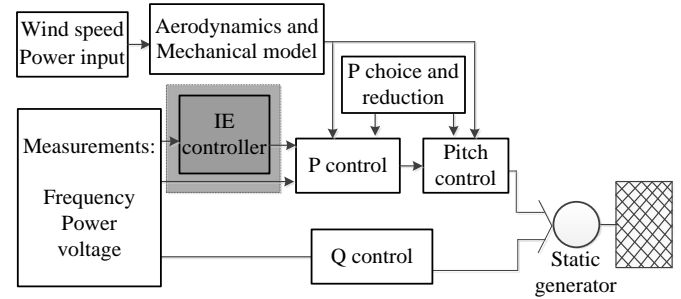 Wind speed
Power input
Aerodynamics and
Mechanical model
P choice and
reduction
IE
controller
Measurements:
Frequency
Power
voltage
P control
Pitch
control
Q control
Static
generator